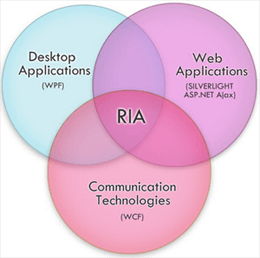 Desktop
Applications
(WPF)
Web
Applications
(SILVERLIGHT
ASP.NET Ajax)
RIA
Communication
Technologies
(WCF)